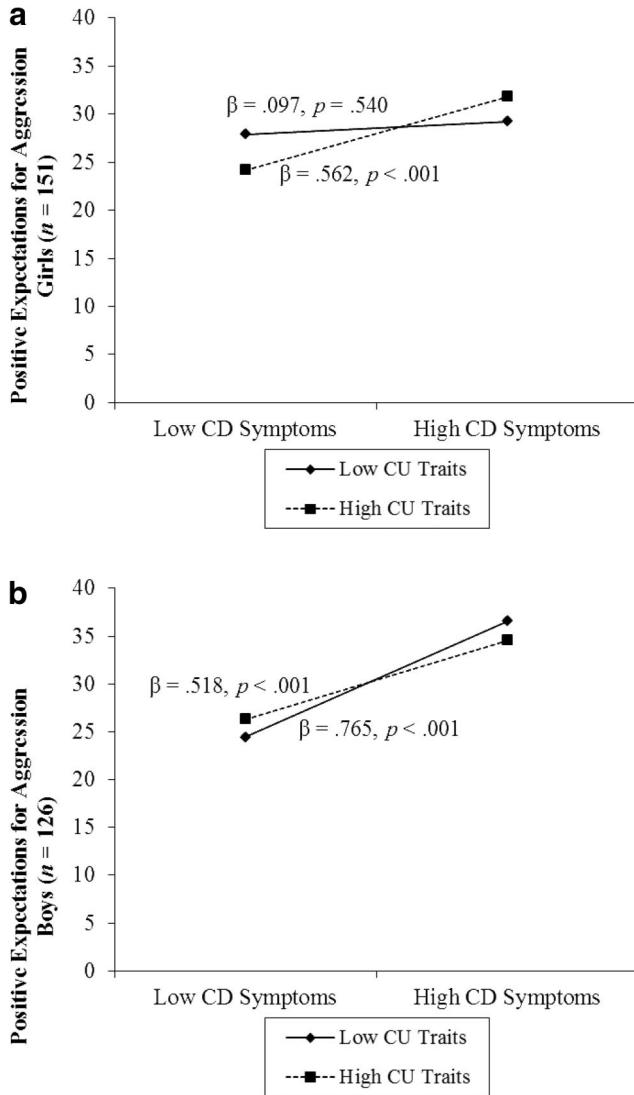 a
Positive Expectations for Aggression
Girls (n = 151)
40
35
30
25
20
15
10
5
0
β = .097, p = .540
β = .562, p < .001
Low CD Symptoms
High CD Symptoms
Low CU Traits
High CU Traits
b
Positive Expectations for Aggression
Boys (n = 126)
40
35
30
25
20
15
10
5
0
β = .518, p < .001
β = .765, p < .001
Low CD Symptoms
High CD Symptoms
Low CU Traits
High CU Traits